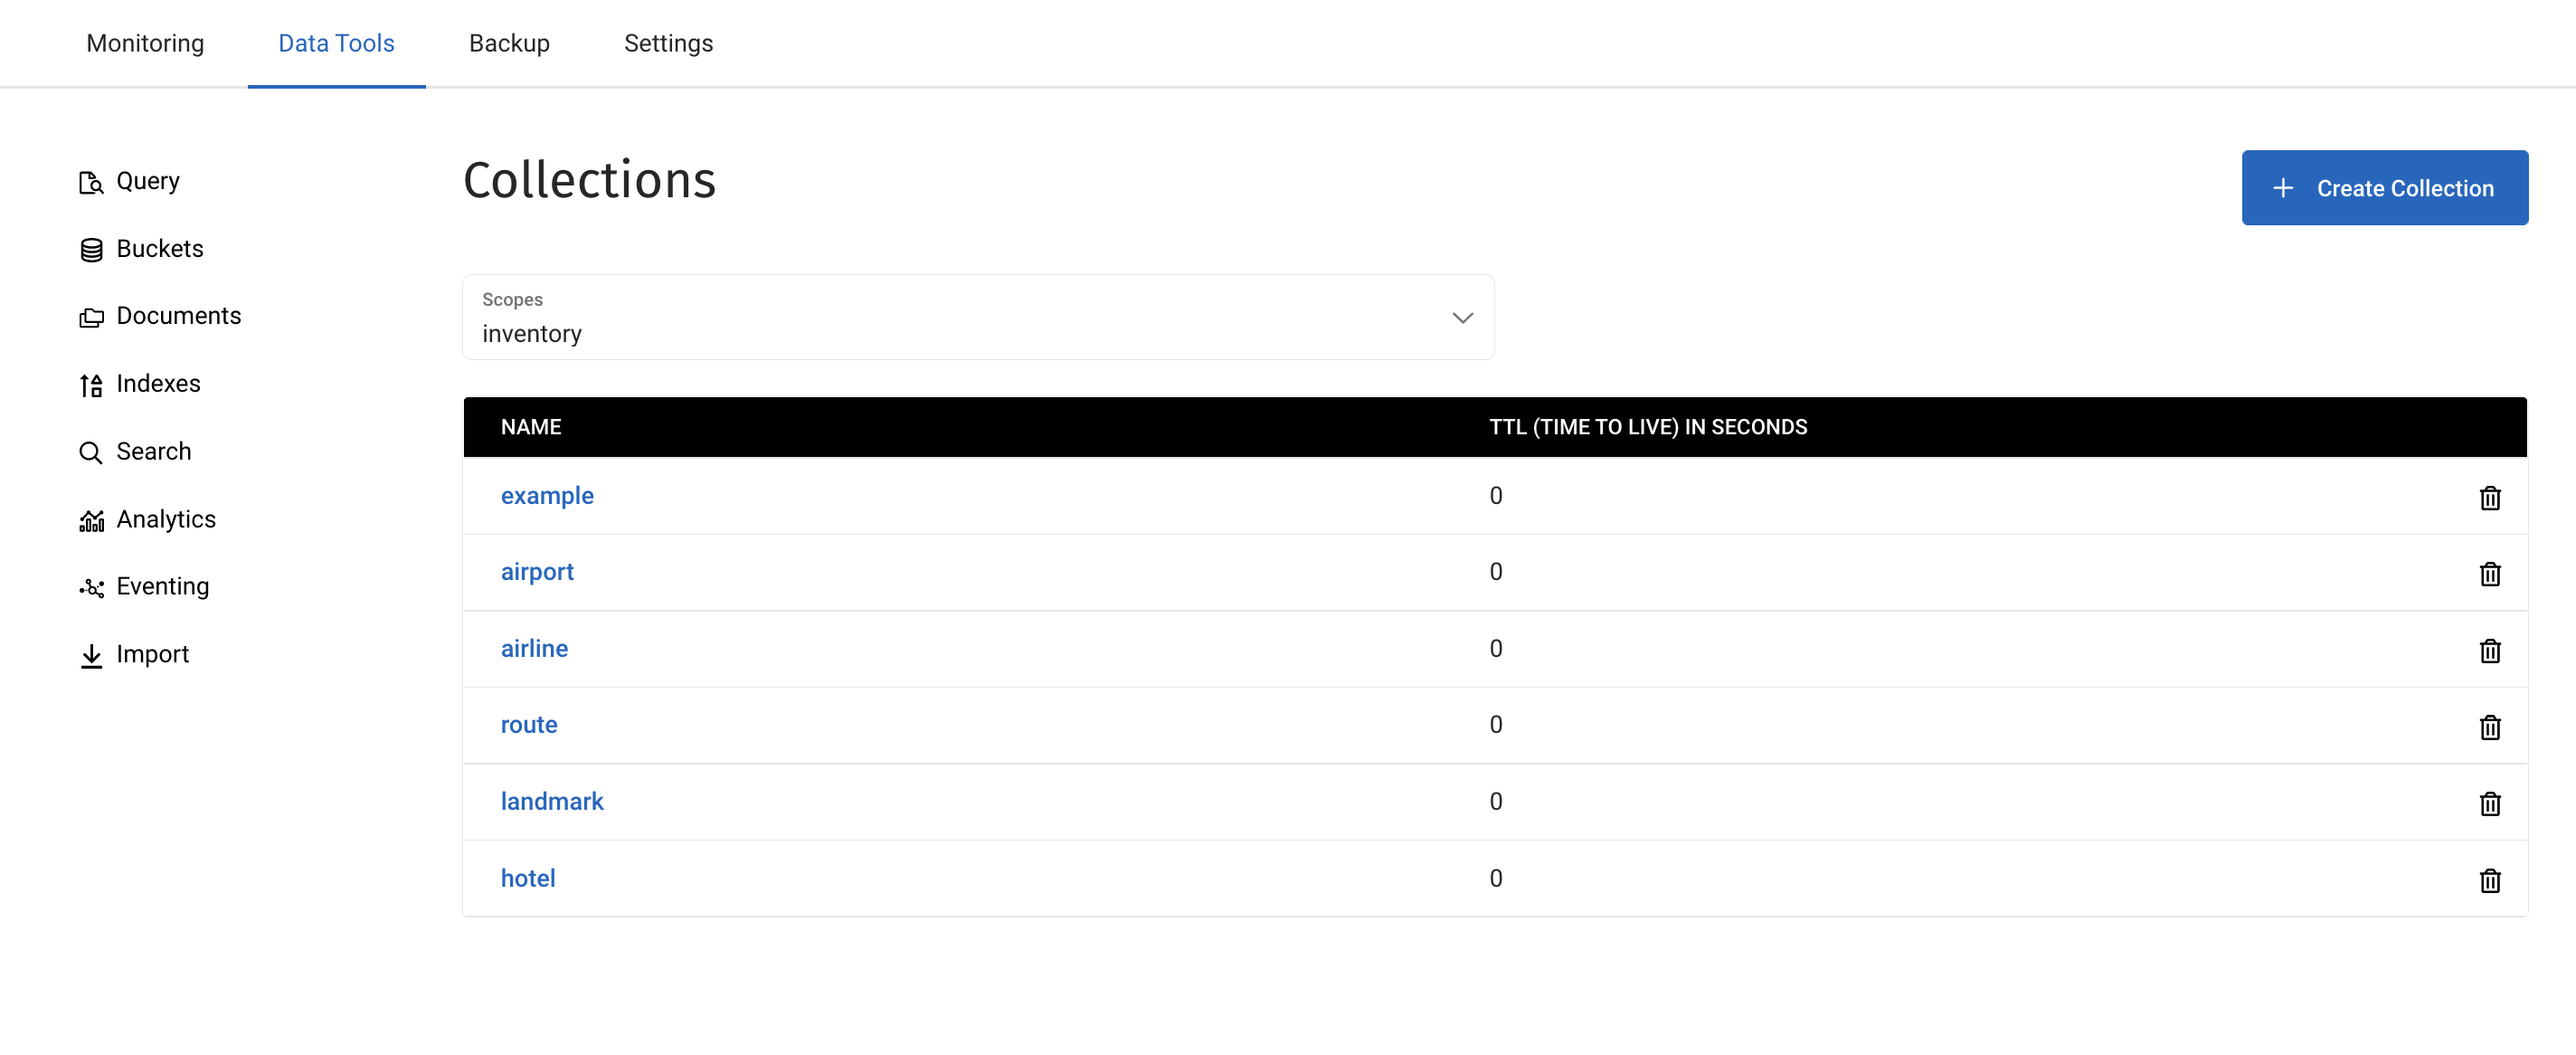 Monitoring Data Tools Backup Settings
Query
Buckets
Documents
Indexes
Search
Analytics
Eventing
Import
Collections
Create Collection
Scopes
inventory
NAME TTL (TIME TO LIVE) IN SECONDS
example 0
airport 0
airline 0
route 0
landmark 0
hotel 0